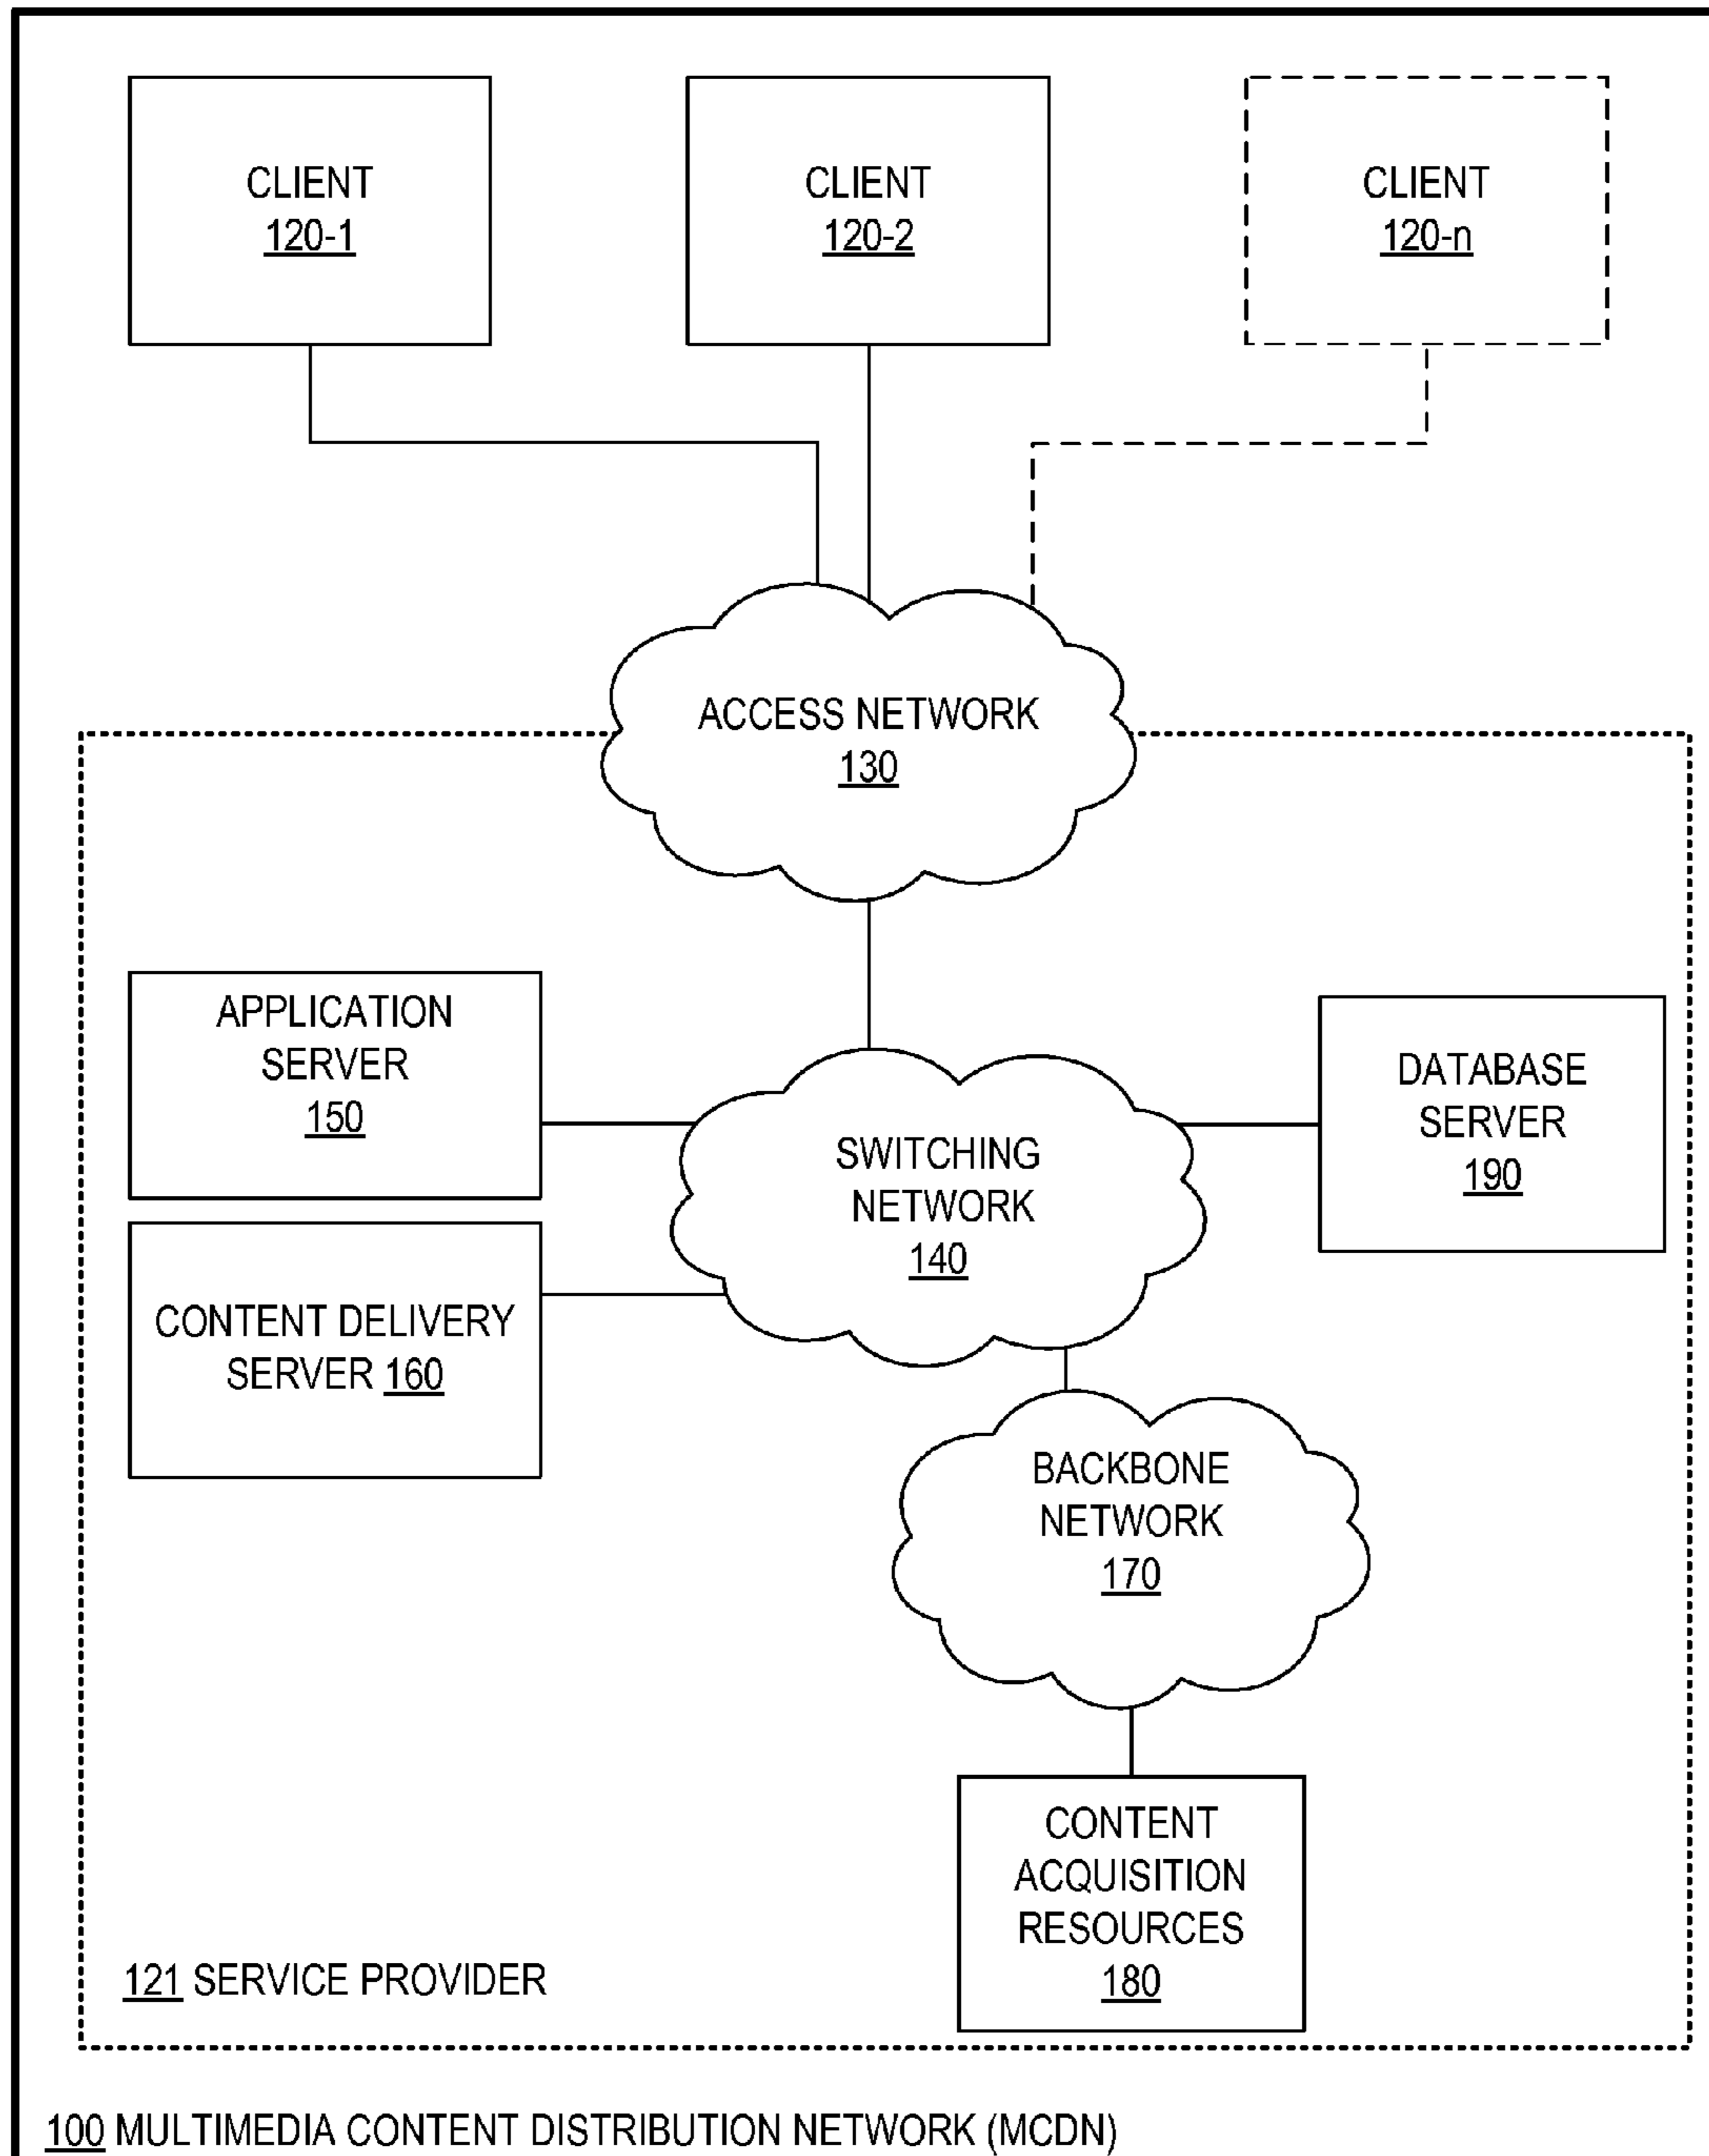 CLIENT
120-1
CLIENT
120-2
CLIENT
120-n
ACCESS NETWORK
130
APPLICATION
SERVER
150
DATABASE
SERVER
190
SWITCHING
NETWORK
140
CONTENT DELIVERY
SERVER 160
BACKBONE
NETWORK
170
CONTENT
ACQUISITION
RESOURCES
180
121 SERVICE PROVIDER
100 MULTIMEDIA CONTENT DISTRIBUTION NETWORK (MCDN)